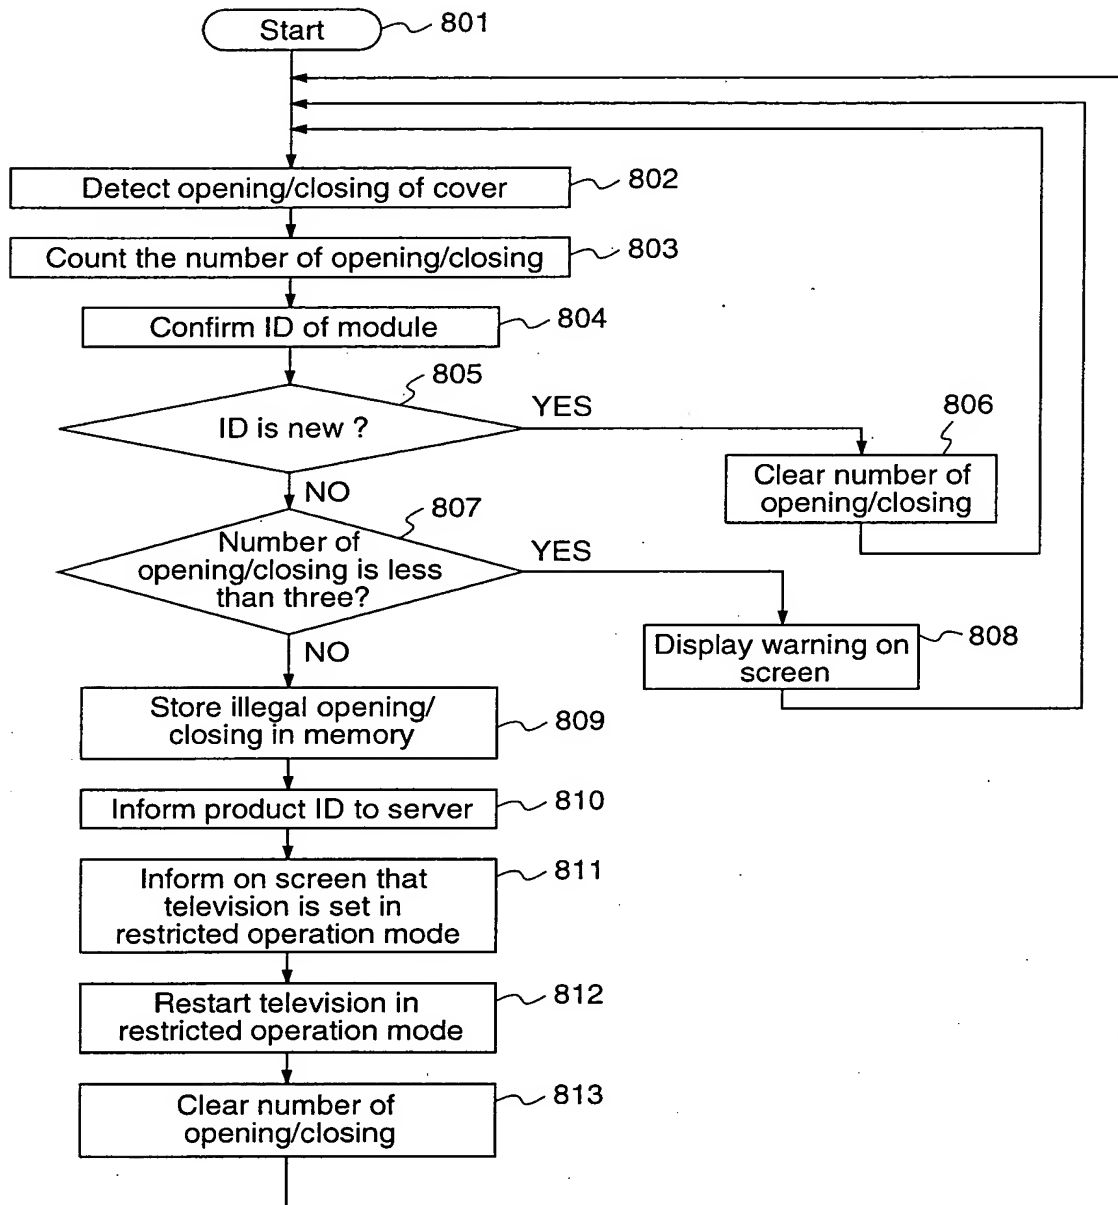 Start
801
Detect opening/closing of cover
802
Count the number of opening/closing
803
Confirm ID of module
804
805
ID is new ?
YES
806
Clear number of
opening/closing
NO
807
Number of
opening/closing is less
than three?
YES
808
Display warning on
screen
NO
Store illegal opening/
closing in memory
809
Inform product ID to server
810
Inform on screen that
television is set in
restricted operation mode
811
Restart television in
restricted operation mode
812
Clear number of
opening/closing
813